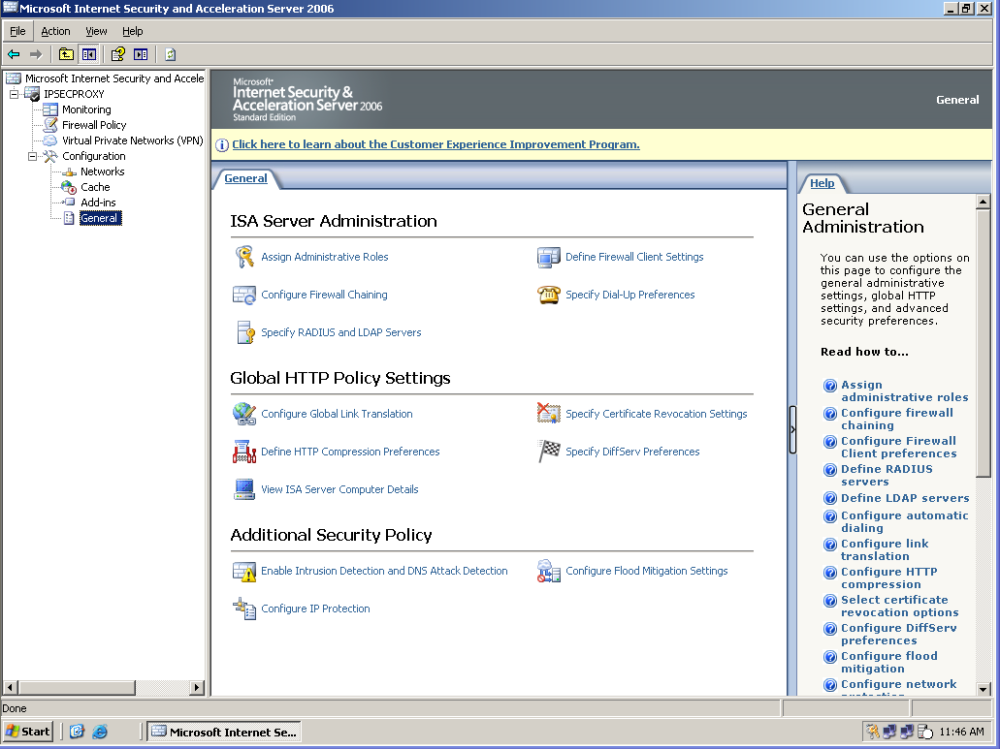 Microsoft Internet Security and Acceleration Server 2006
File Action View Help
Microsoft Internet Security and Accele
IPSECPROXY
Monitoring
Firewall Policy
Virtual Private Networks (VPN)
Configuration
Networks
Cache
Add-ins
General
Microsoft
Internet Security &
Acceleration Server 2006
Standard Edition
General
Click here to learn about the Customer Experience Improvement Program.
General
ISA Server Administration
Assign Administrative Roles
Define Firewall Client Settings
Configure Firewall Chaining
Specify Dial-Up Preferences
Specify RADIUS and LDAP Servers
Global HTTP Policy Settings
Configure Global Link Translation
Specify Certificate Revocation Settings
Define HTTP Compression Preferences
Specify DiffServ Preferences
View ISA Server Computer Details
Additional Security Policy
Enable Intrusion Detection and DNS Attack Detection
Configure Flood Mitigation Settings
Configure IP Protection
Help
General
Administration
You can use the options on
this page to configure the
general administrative
settings, global HTTP
settings, and advanced
security preferences.
Read how to...
Assign
administrative roles
Configure firewall
chaining
Configure Firewall
Client preferences
Define RADIUS
servers
Define LDAP servers
Configure automatic
dialing
Configure link
translation
Configure HTTP
compression
Select certificate
revocation options
Configure DiffServ
preferences
Configure flood
mitigation
Configure network
Done
Start
Microsoft Internet Se...
11:46 AM